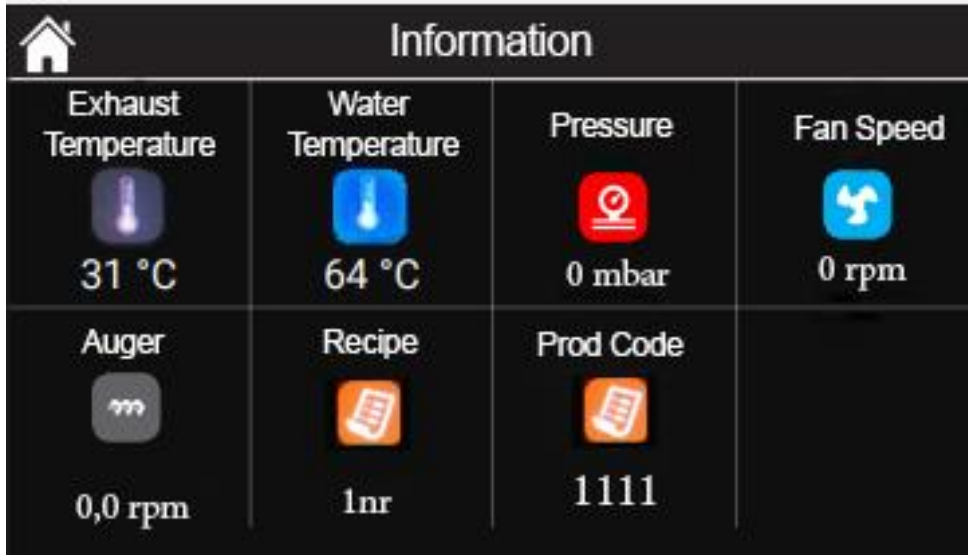 Information
Exhaust
Temperature
31 °C
Water
Temperature
64 °C
Pressure
0 mbar
Fan Speed
0 rpm
Auger
0,0 rpm
Recipe
1nr
Prod Code
1111